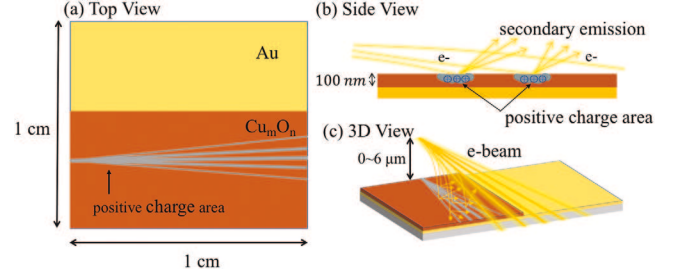 (a) Top View
Au
CuₘOₙ
1 cm
positive charge area
1 cm
(b) Side View
secondary emission
e-
e-
100 nm
positive charge area
(c) 3D View
0~6 μm
e-beam